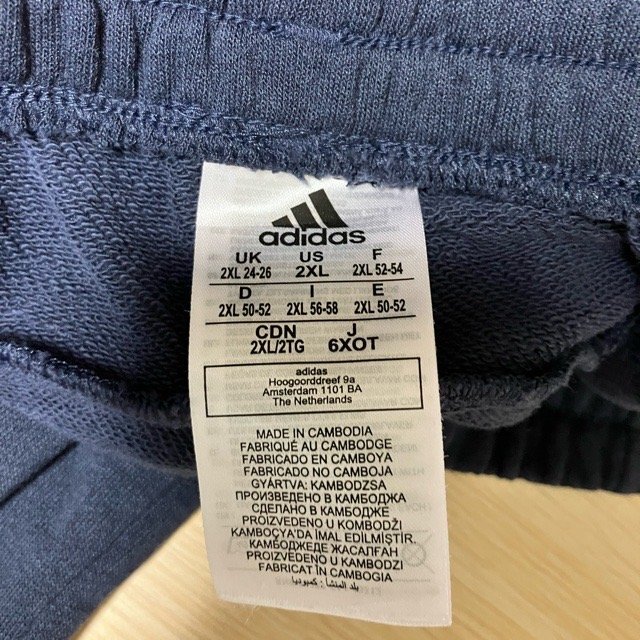 adidas
UK US F
2XL 24-26 2XL 2XL 52-54
D I E
2XL 50-52 2XL 56-58 2XL 50-52
CDN J
2XL/2TG 6XOT
adidas
Hoogoorddreef 9a
Amsterdam 1101 BA
The Netherlands
MADE IN CAMBODIA
FABRIQUÉ AU CAMBODGE
FABRICADO EN CAMBOYA
FABRICADO NO CAMBOJA
GYÁRTVA: KAMBODZSA
ПРОИЗВЕДЕНО В КАМБОДЖА
СДЕЛАНО В КАМБОДЖЕ
PROIZVEDENO U KOMBODŽI
KAMBOÇYA'DA İMAL EDİLMİŞTİR.
КАМБОДЖЕДЕ ЖАСАЛҒАН
PROIZVEDENO V KAMBODŽI
FABRICAT ÎN CAMBOGIA
بلد المنشأ: كمبوديا